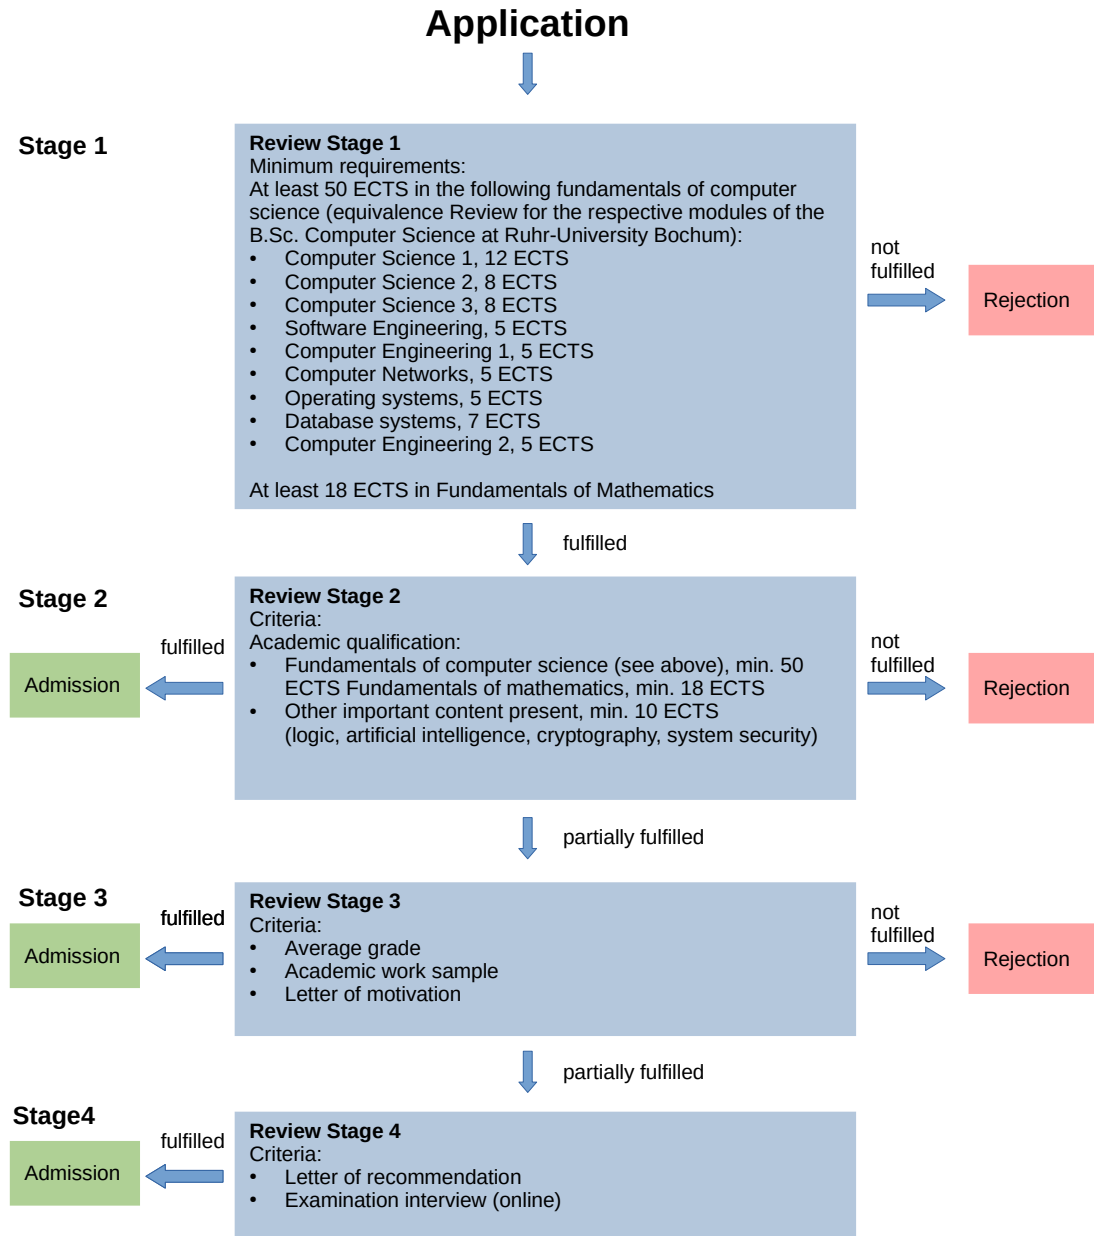 Application
Stage 1
Review Stage 1
Minimum requirements:
At least 50 ECTS in the following fundamentals of computer
science (equivalence Review for the respective modules of the
B.Sc. Computer Science at Ruhr-University Bochum):
• Computer Science 1, 12 ECTS
• Computer Science 2, 8 ECTS
• Computer Science 3, 8 ECTS
• Software Engineering, 5 ECTS
• Computer Engineering 1, 5 ECTS
• Computer Networks, 5 ECTS
• Operating systems, 5 ECTS
• Database systems, 7 ECTS
• Computer Engineering 2, 5 ECTS
At least 18 ECTS in Fundamentals of Mathematics
not
fulfilled
Rejection
fulfilled
Stage 2
fulfilled
Admission
Review Stage 2
Criteria:
Academic qualification:
• Fundamentals of computer science (see above), min. 50
ECTS Fundamentals of mathematics, min. 18 ECTS
• Other important content present, min. 10 ECTS
(logic, artificial intelligence, cryptography, system security)
not
fulfilled
Rejection
partially fulfilled
Stage 3
fulfilled
Admission
Review Stage 3
Criteria:
• Average grade
• Academic work sample
• Letter of motivation
not
fulfilled
Rejection
partially fulfilled
Stage4
fulfilled
Admission
Review Stage 4
Criteria:
• Letter of recommendation
• Examination interview (online)